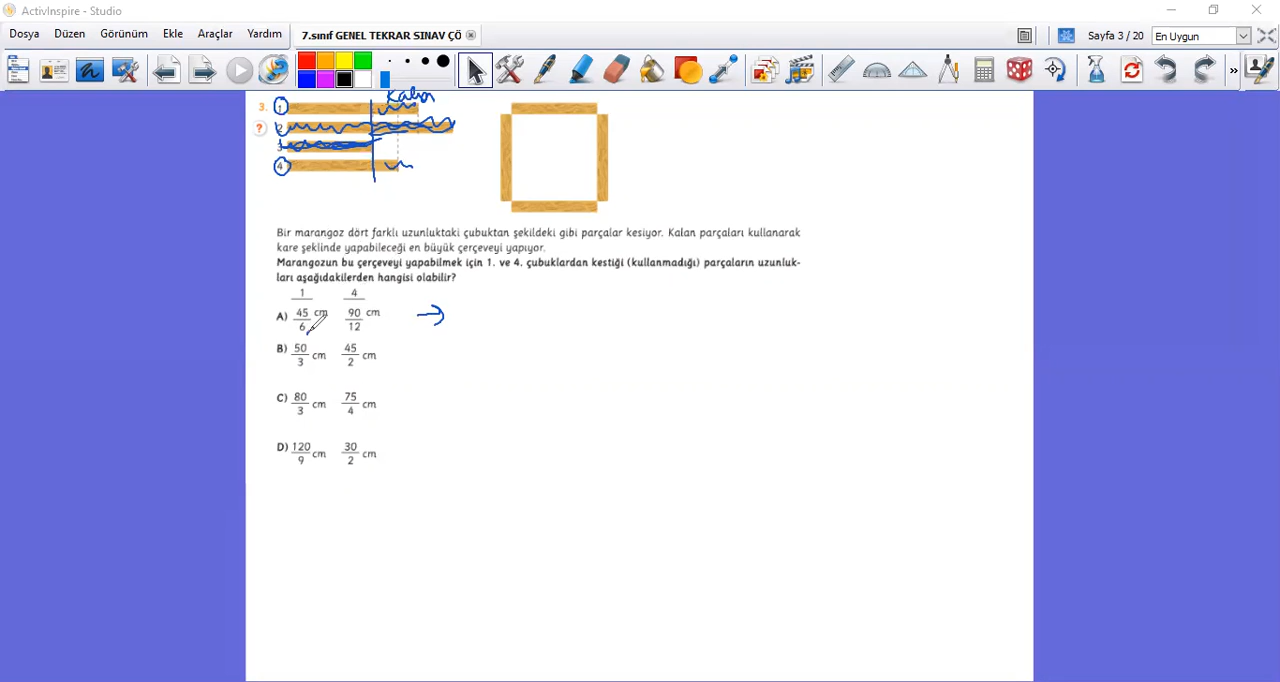 ActivInspire - Studio
Dosya Düzen Görünüm Ekle Araçlar Yardım
7.sınıf GENEL TEKRAR SINAV ÇÖ
Sayfa 3 / 20
En Uygun
»
Kalan
3.
1
?
2
3
4
Bir marangoz dört farklı uzunluktaki çubuktan şekildeki gibi parçalar kesiyor. Kalan parçaları kullanarak
kare şeklinde yapabileceği en büyük çerçeveyi yapıyor.
Marangozun bu çerçeveyi yapabilmek için 1. ve 4. çubuklardan kestiği (kullanmadığı) parçaların uzunluk-
ları aşağıdakilerden hangisi olabilir?
1 4
A) 45/6 cm 90/12 cm
B) 50/3 cm 45/2 cm
C) 80/3 cm 75/4 cm
D) 120/9 cm 30/2 cm